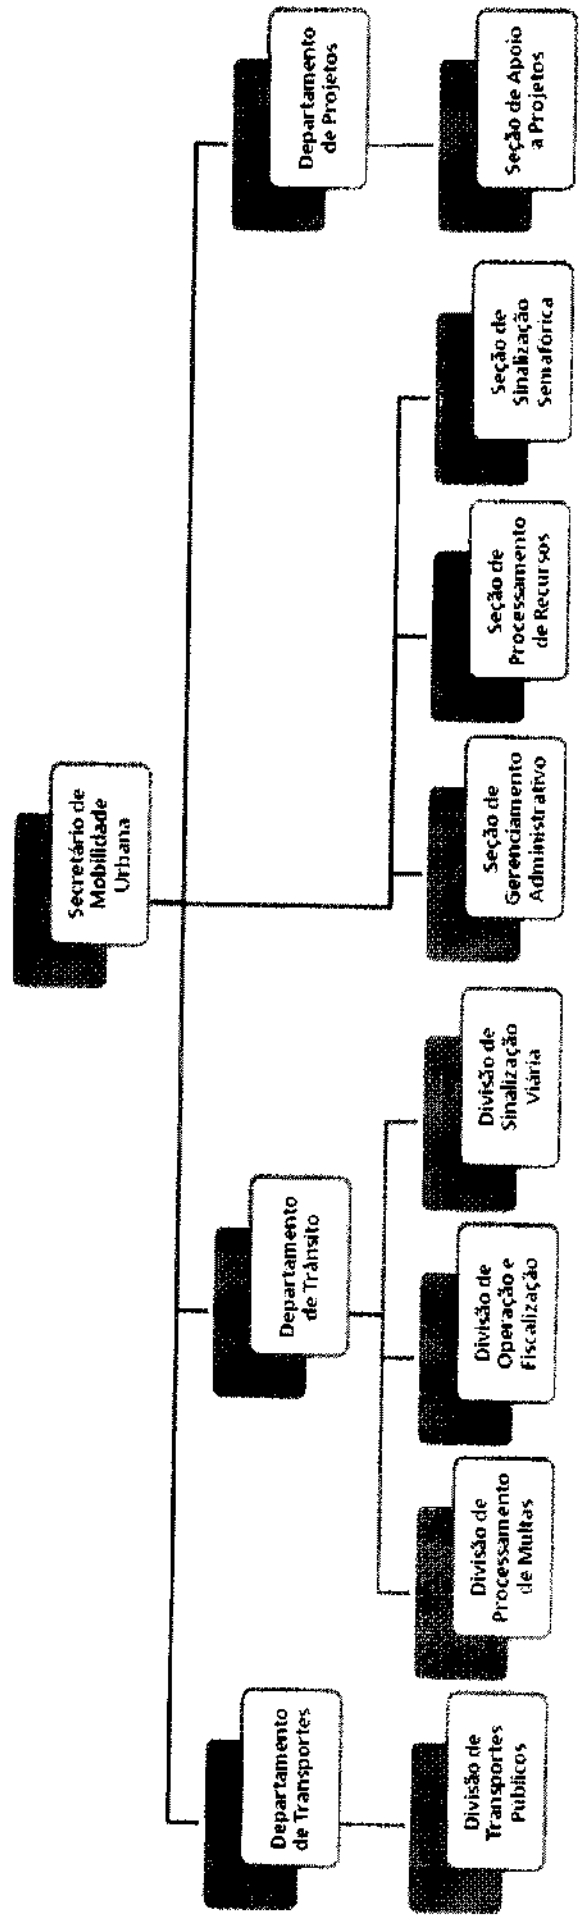 Secretário de
Mobilidade
Urbana
Departamento
de Transportes
Departamento
de Trânsito
Departamento
de Projetos
Divisão de
Transportes
Públicos
Divisão de
Processamento
de Multas
Divisão de
Operação e
Fiscalização
Divisão de
Sinalização
Viária
Seção de
Gerenciamento
Administrativo
Seção de
Processamento
de Recursos
Seção de
Sinalização
Semafórica
Seção de Apoio
a Projetos